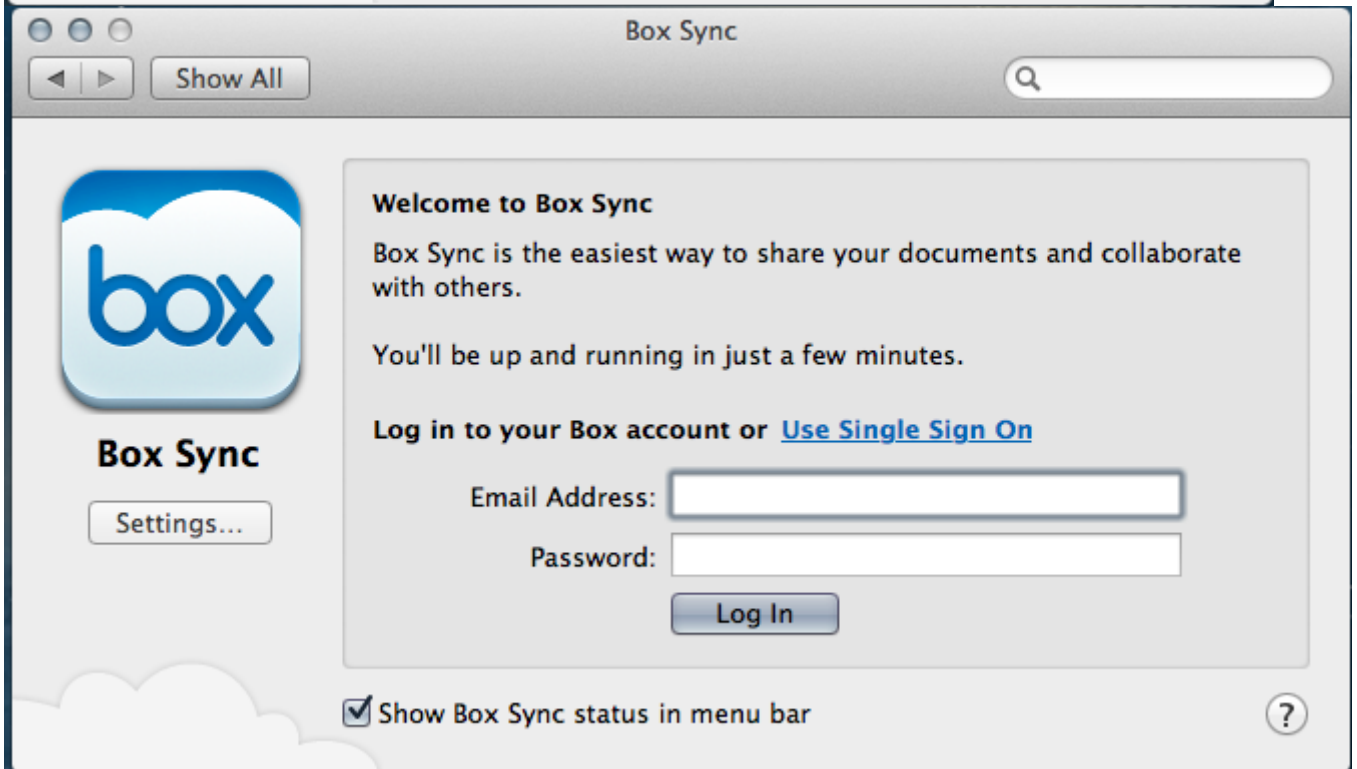 Box Sync
Show All
Welcome to Box Sync
Box Sync is the easiest way to share your documents and collaborate
with others.
You'll be up and running in just a few minutes.
Log in to your Box account or Use Single Sign On
box
Box Sync
Settings...
Email Address:
Password:
Log In
Show Box Sync status in menu bar
?